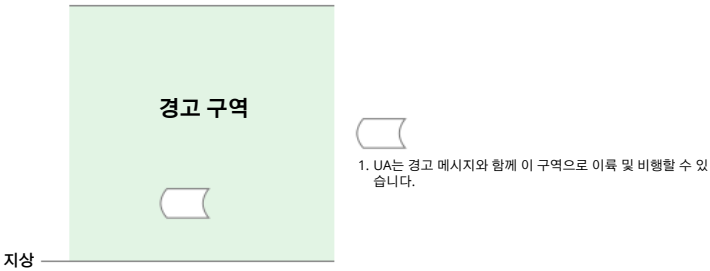 경고 구역
1. UA는 경고 메시지와 함께 이 구역으로 이륙 및 비행할 수 있
습니다.
지상